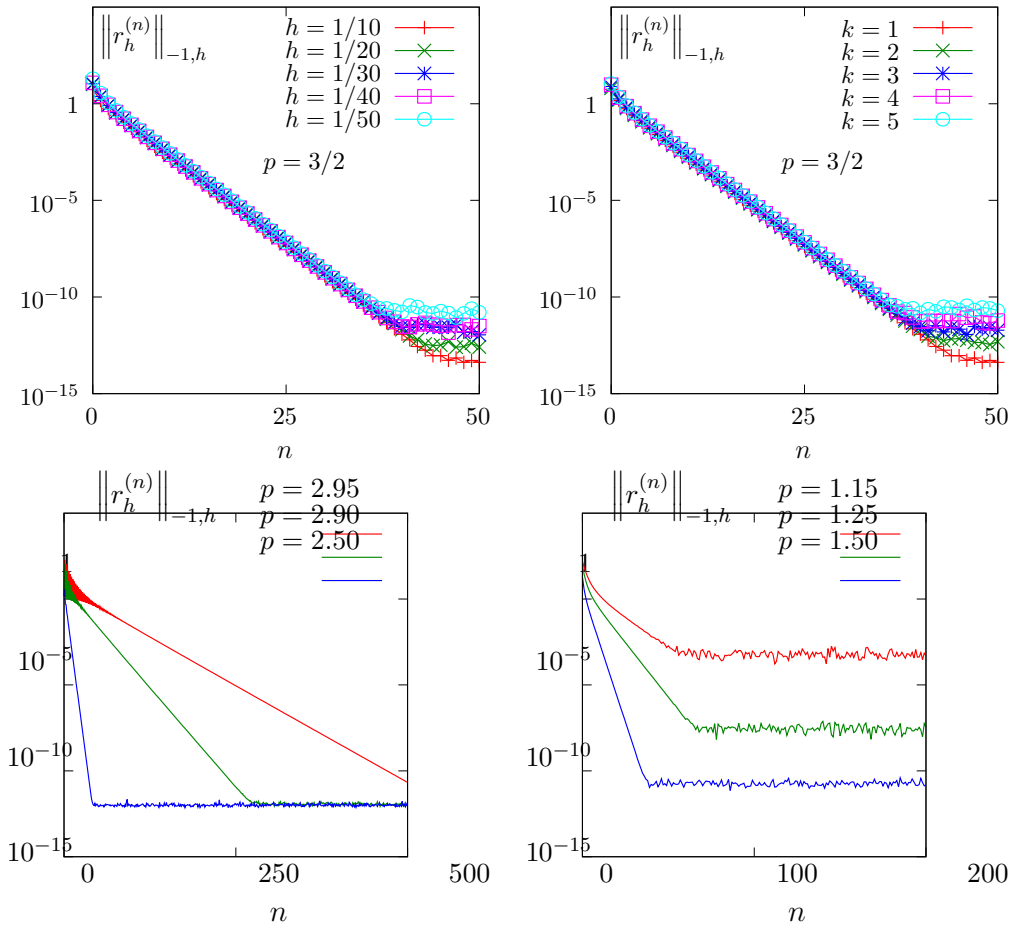 ‖r_h^{(n)}‖_{−1,h}
h = 1/10
h = 1/20
h = 1/30
h = 1/40
h = 1/50
p = 3/2
1
10^{−5}
10^{−10}
10^{−15}
0
25
50
n
‖r_h^{(n)}‖_{−1,h}
k = 1
k = 2
k = 3
k = 4
k = 5
p = 3/2
1
10^{−5}
10^{−10}
10^{−15}
0
25
50
n
‖r_h^{(n)}‖_{−1,h}
p = 2.95
p = 2.90
p = 2.50
1
10^{−5}
10^{−10}
10^{−15}
0
250
500
n
‖r_h^{(n)}‖_{−1,h}
p = 1.15
p = 1.25
p = 1.50
1
10^{−5}
10^{−10}
10^{−15}
0
100
200
n